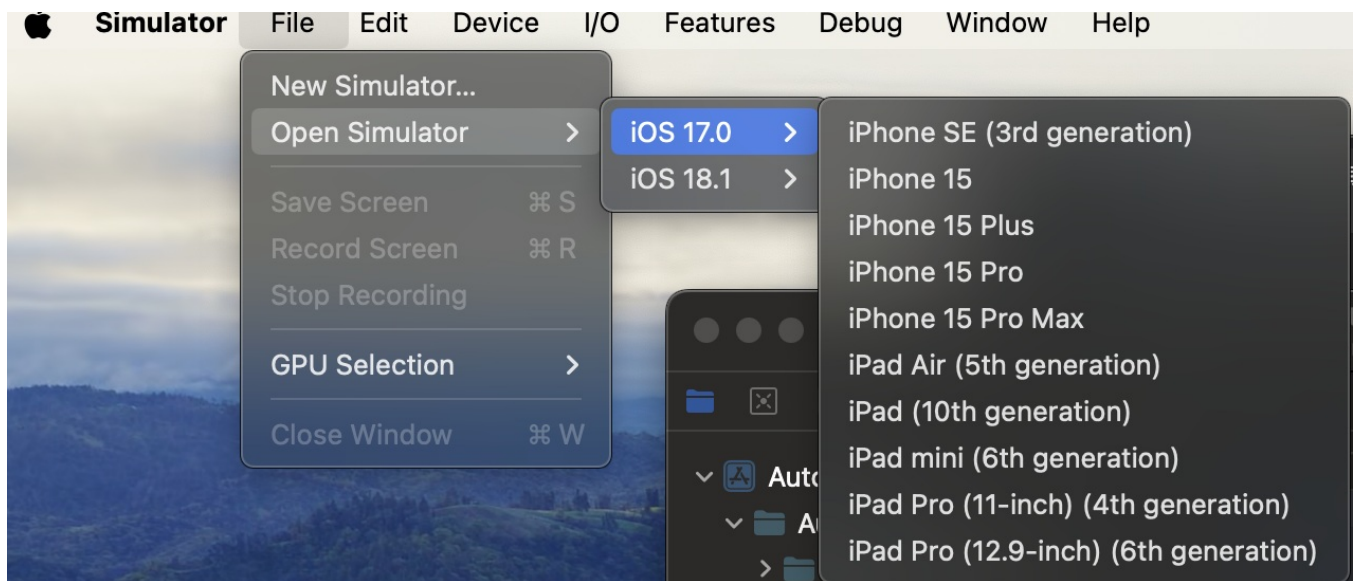 Simulator File Edit Device I/O Features Debug Window Help
New Simulator...
Open Simulator
Save Screen ⌘ S
Record Screen ⌘ R
Stop Recording
GPU Selection
Close Window ⌘ W
iOS 17.0
iOS 18.1
iPhone SE (3rd generation)
iPhone 15
iPhone 15 Plus
iPhone 15 Pro
iPhone 15 Pro Max
iPad Air (5th generation)
iPad (10th generation)
iPad mini (6th generation)
iPad Pro (11-inch) (4th generation)
iPad Pro (12.9-inch) (6th generation)